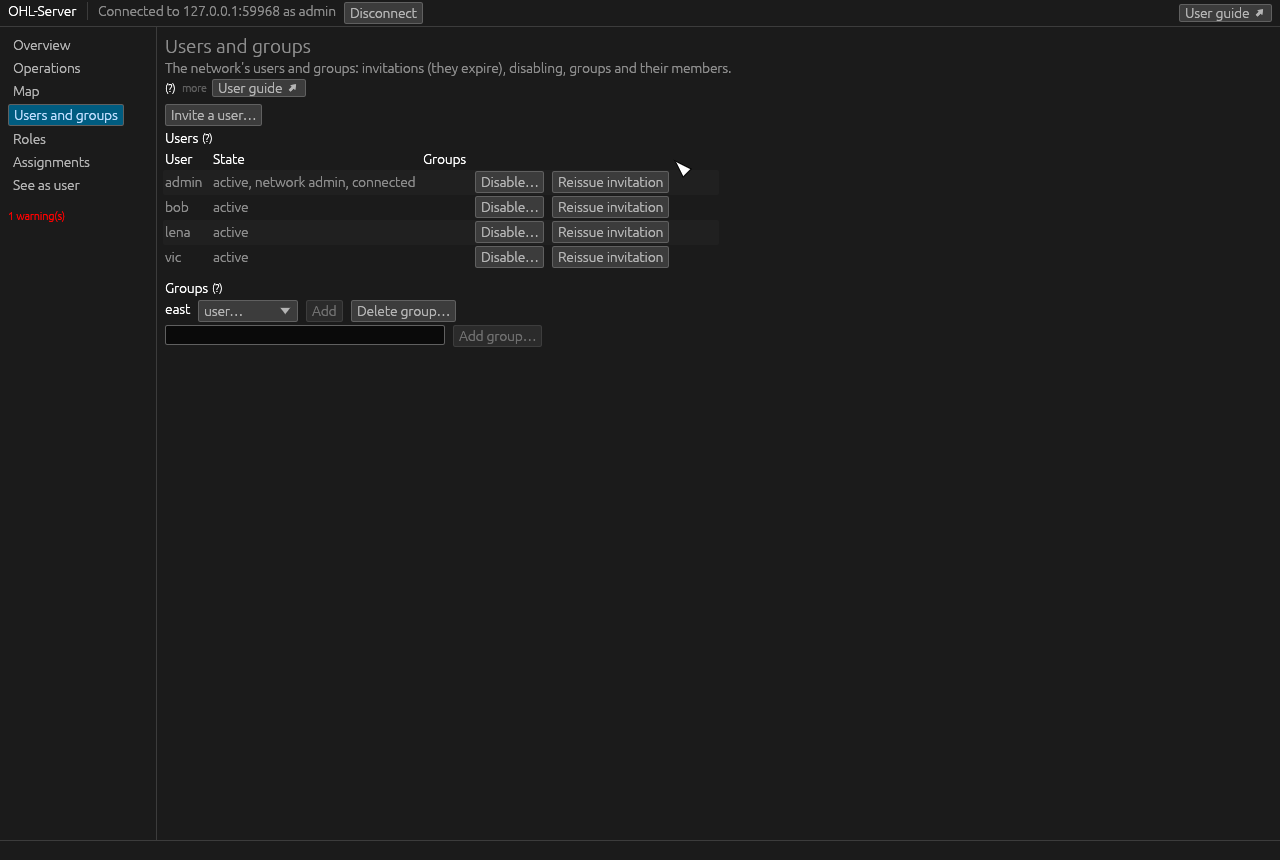 OHL-Server Connected to 127.0.0.1:59968 as admin Disconnect User guide
Overview
Operations
Map
Users and groups
Roles
Assignments
See as user
1 warning(s)
Users and groups
The network's users and groups: invitations (they expire), disabling, groups and their members.
(?) more User guide
Invite a user…
Users (?)
User State Groups
admin active, network admin, connected Disable… Reissue invitation
bob active Disable… Reissue invitation
lena active Disable… Reissue invitation
vic active Disable… Reissue invitation
Groups (?)
east user… Add Delete group…
Add group…